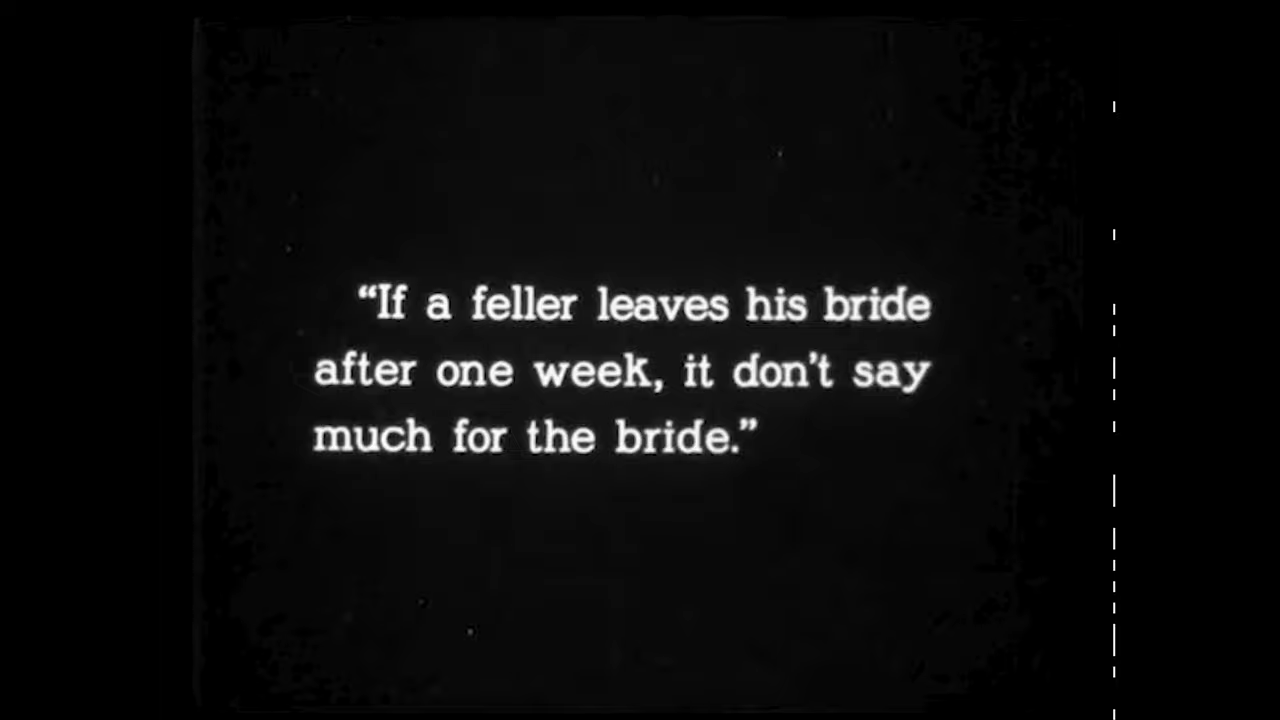 “If a feller leaves his bride
after one week, it don’t say
much for the bride.”